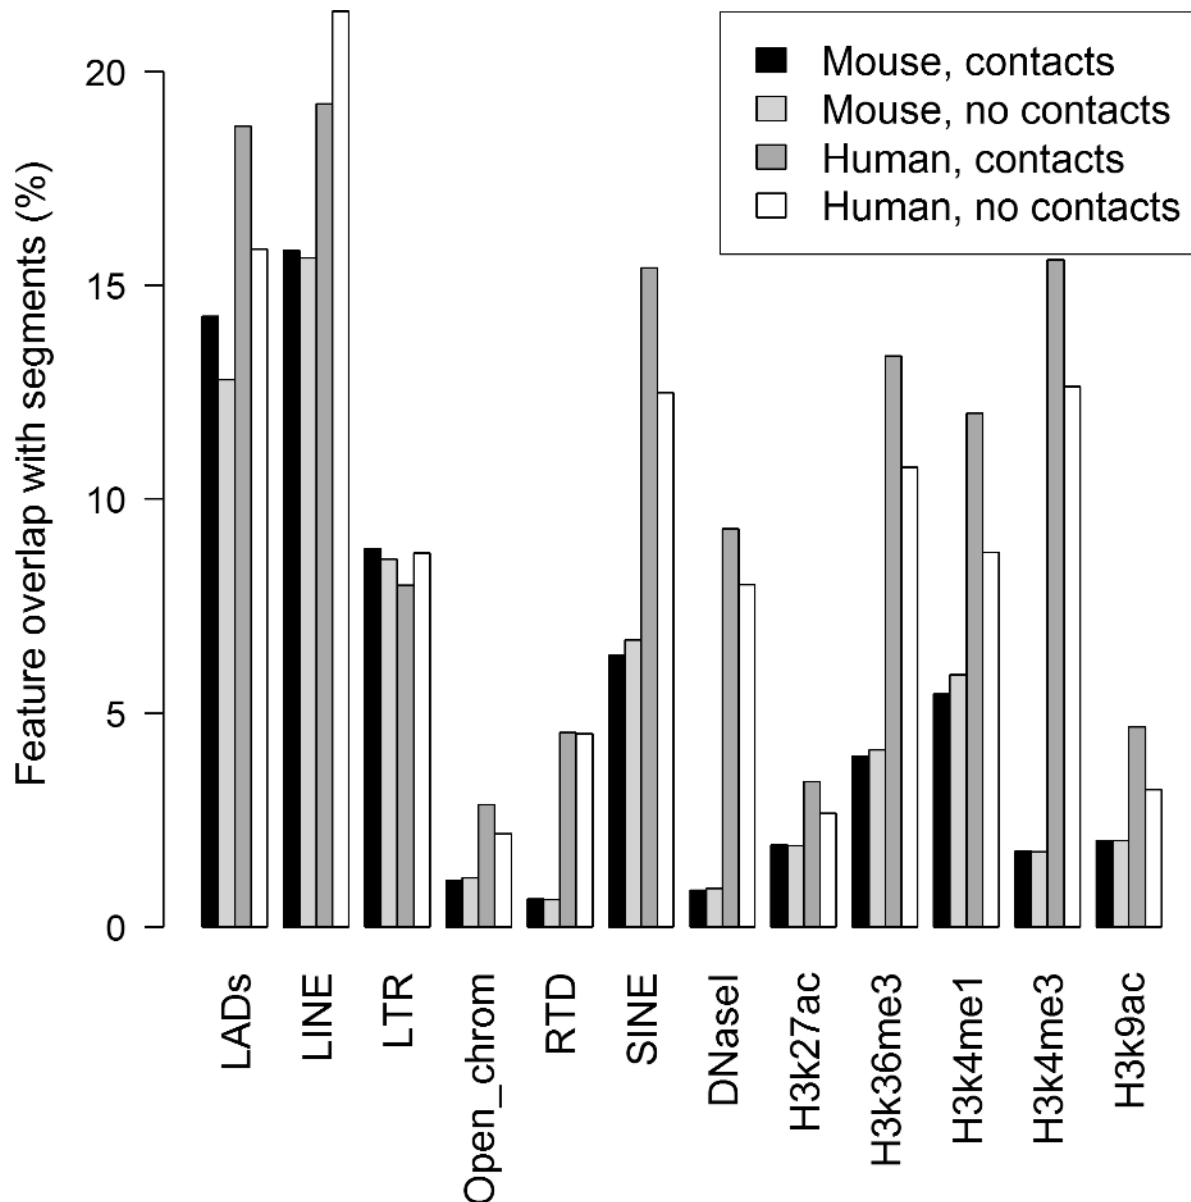 Mouse, contacts
Mouse, no contacts
Human, contacts
Human, no contacts
Feature overlap with segments (%)
20
15
10
5
0
LADs
LINE
LTR
Open_chrom
RTD
SINE
DNaseI
H3k27ac
H3k36me3
H3k4me1
H3k4me3
H3k9ac